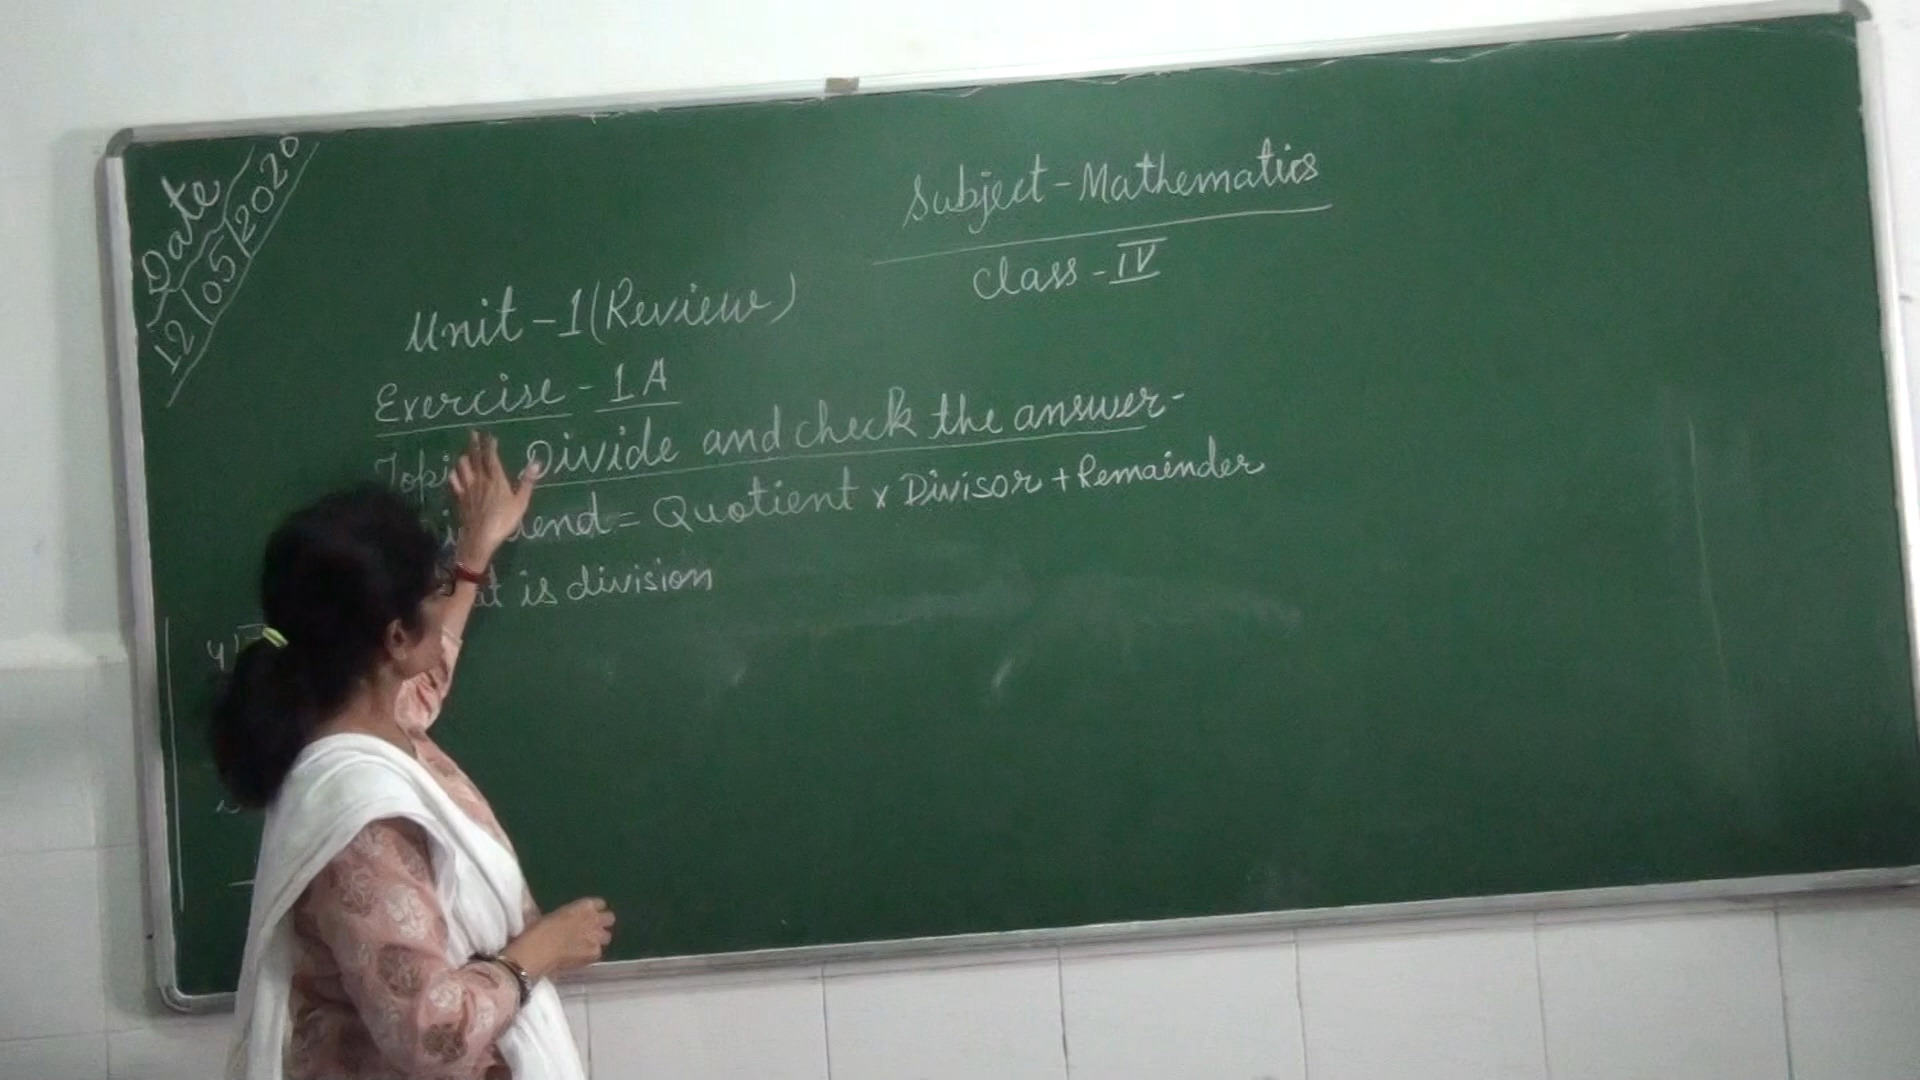 Date
12/05/2020
Subject-Mathematics
Class-IV
Unit-1(Review)
Exercise-1A
Divide and check the answer-
= Quotient x Divisor + Remainder
is division